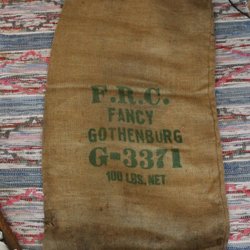 F.R.C.
FANCY
GOTHENBURG
G-3371
100 LBS. NET